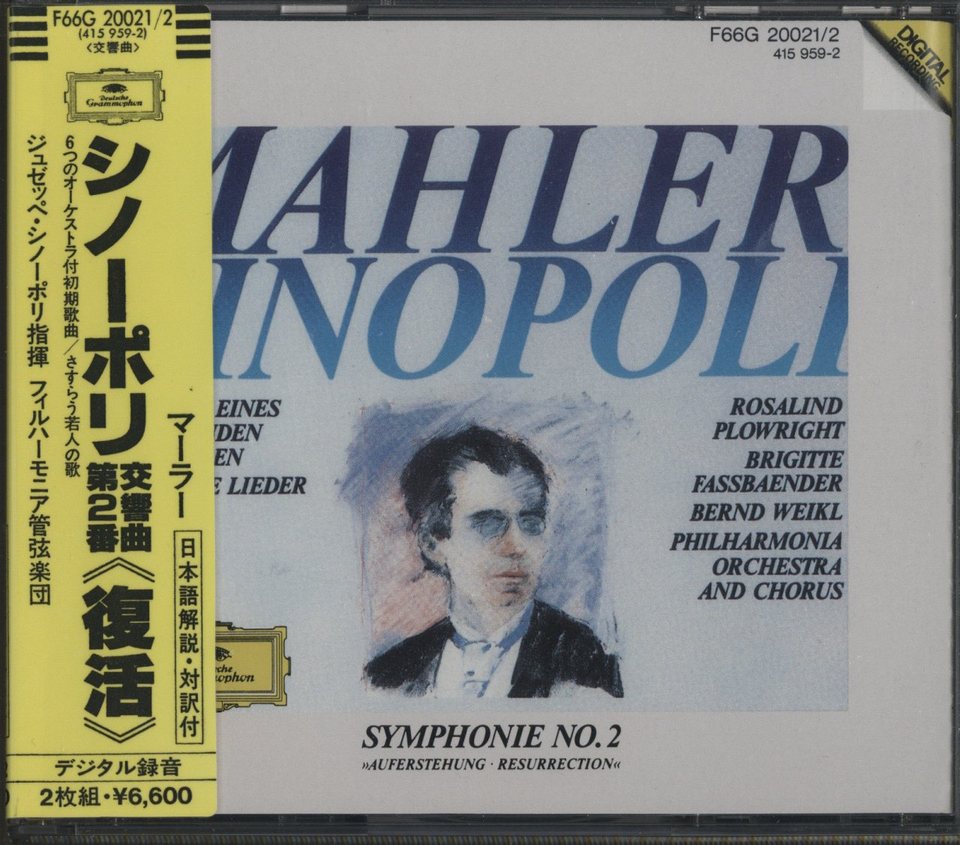 F66G 20021/2
(415 959-2)
〈交響曲〉
Deutsche
Grammophon
シノーポリ
6つのオーケストラ付初期歌曲/さすらう若人の歌
ジュゼッペ・シノーポリ指揮 フィルハーモニア管弦楽団
マーラー
交響曲
第2番
《復活》
日本語解説・対訳付
デジタル録音
2枚組・¥6,600
F66G 20021/2
415 959-2
DIGITAL
RECORDING
MAHLER
INOPOLI
EINES
DEN
EN
E LIEDER
ROSALIND
PLOWRIGHT
BRIGITTE
FASSBAENDER
BERND WEIKL
PHILHARMONIA
ORCHESTRA
AND CHORUS
che
ophon
SYMPHONIE NO. 2
»AUFERSTEHUNG · RESURRECTION«